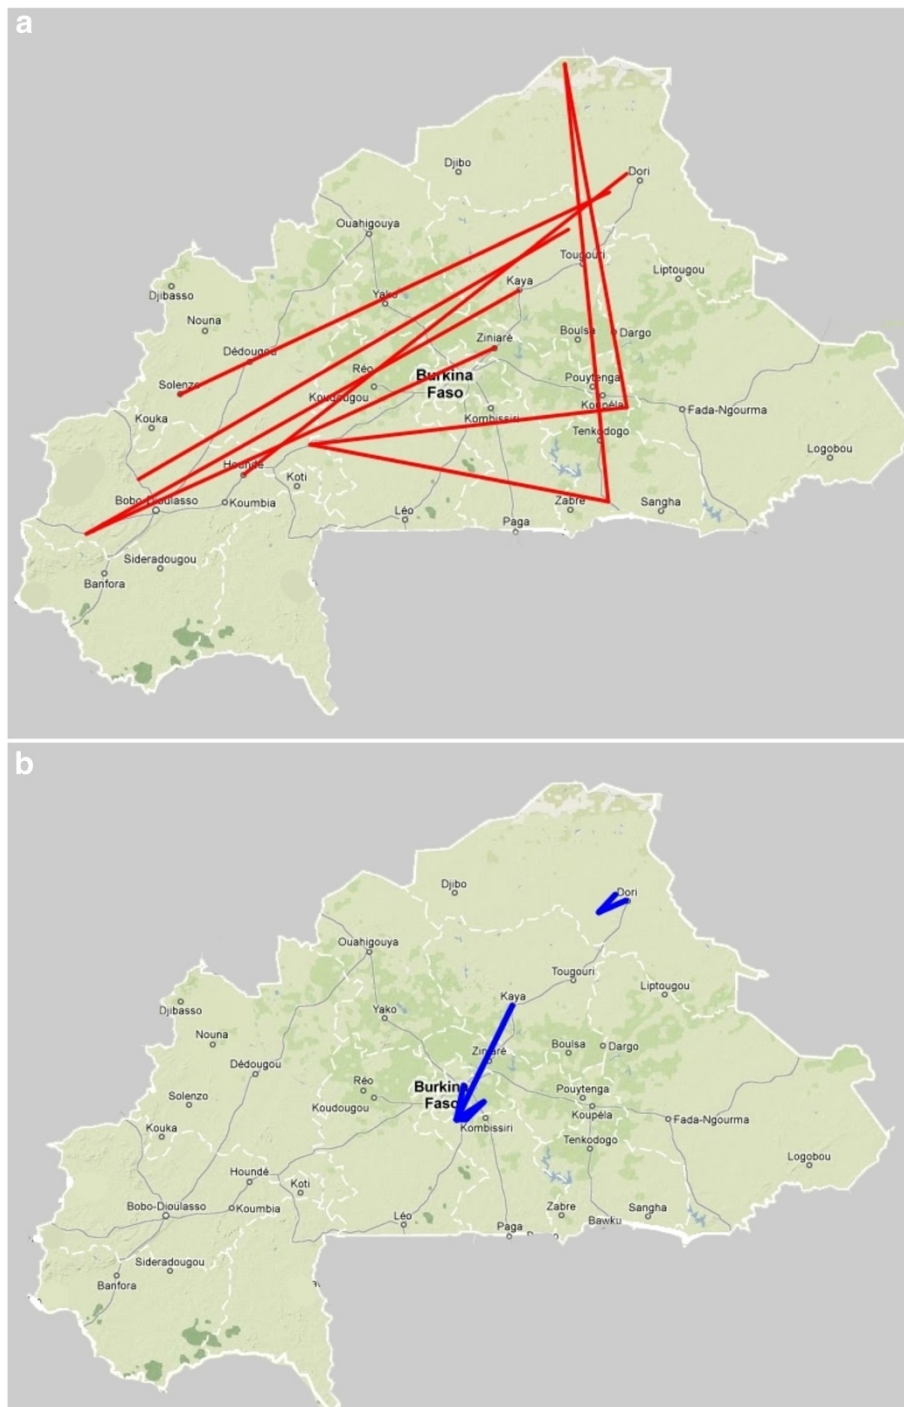 a
Djibo
Dori
Ouahigouya
Tougouri
Liptougou
Kaya
Djibasso
Yako
Nouna
Boulsa
Dargo
Ziniaré
Dédougou
Réo
Burkina
Faso
Pouytenga
Solenzo
Koudougou
Koupéla
Fada-Ngourma
Kouka
Kombissiri
Tenkodogo
Logobou
Houndé
Koti
Bobo-Dioulasso
Koumbia
Léo
Zabre
Sangha
Paga
Sideradougou
Banfora
b
Djibo
Dori
Ouahigouya
Tougouri
Liptougou
Kaya
Djibasso
Yako
Nouna
Boulsa
Dargo
Ziniaré
Dédougou
Réo
Burkina
Faso
Pouytenga
Solenzo
Koudougou
Koupéla
Fada-Ngourma
Kouka
Kombissiri
Tenkodogo
Logobou
Houndé
Koti
Bobo-Dioulasso
Koumbia
Léo
Zabre
Sangha
Bawku
Paga
Sideradougou
Banfora